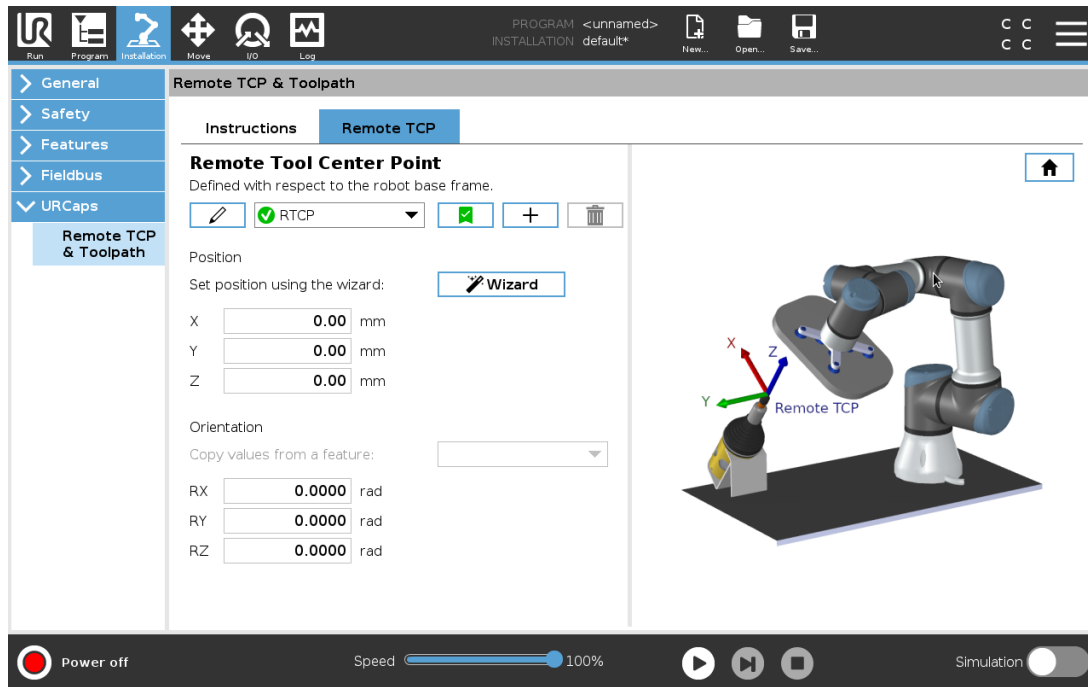 PROGRAM <unnamed>
INSTALLATION default*
Run Program Installation Move I/O Log New... Open... Save...
C C
C C
General
Safety
Features
Fieldbus
URCaps
Remote TCP
& Toolpath
Remote TCP & Toolpath
Instructions Remote TCP
Remote Tool Center Point
Defined with respect to the robot base frame.
RTCP
Position
Set position using the wizard: Wizard
X 0.00 mm
Y 0.00 mm
Z 0.00 mm
Orientation
Copy values from a feature:
RX 0.0000 rad
RY 0.0000 rad
RZ 0.0000 rad
X
Z
Y
Remote TCP
Power off Speed 100% Simulation